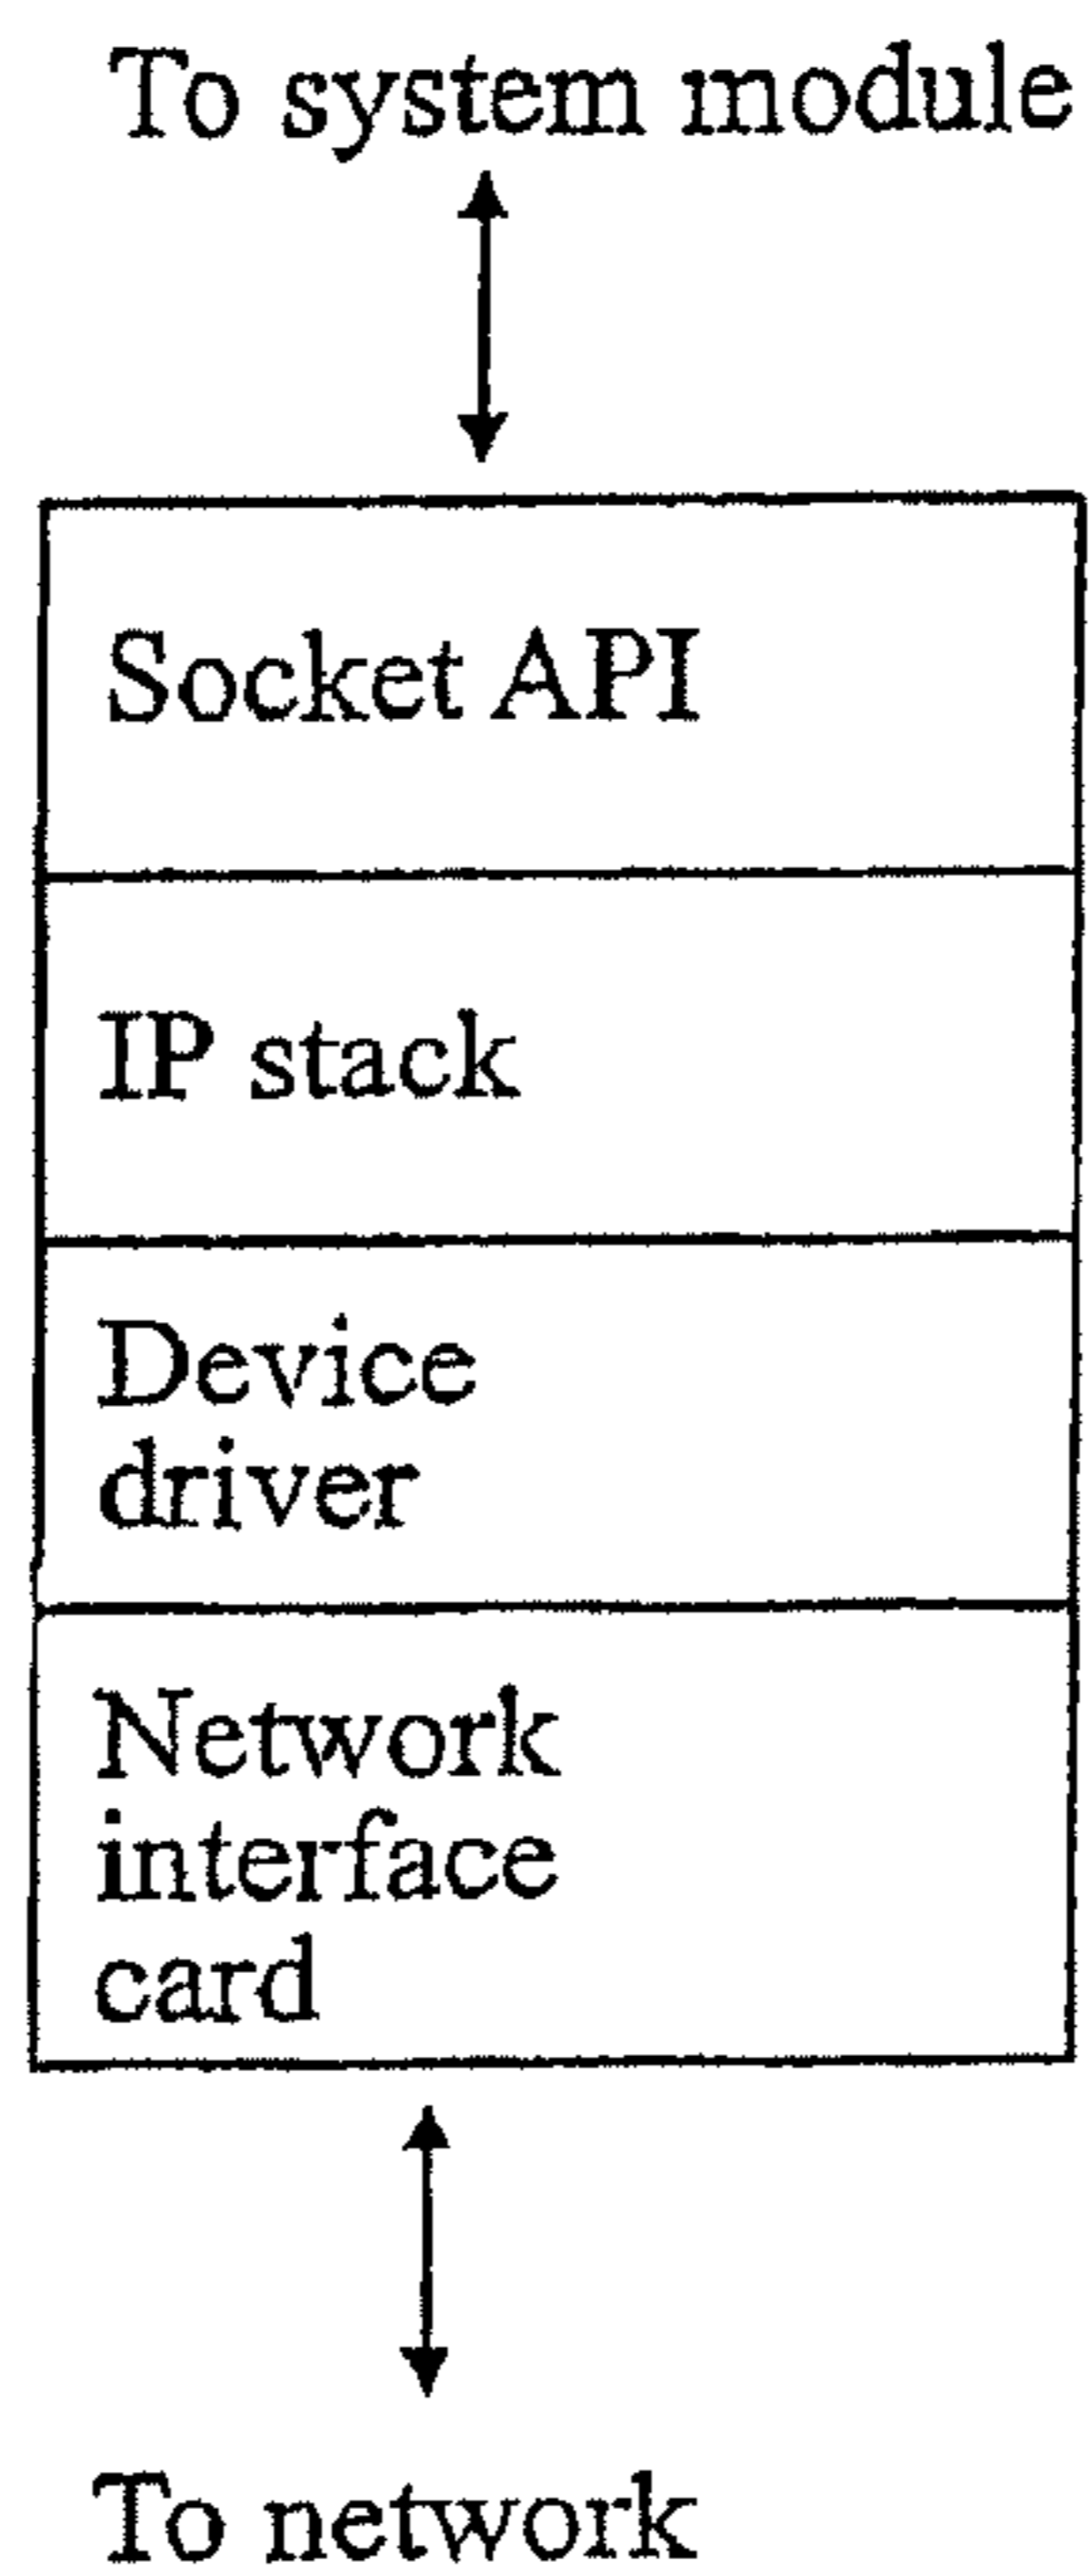 To system module
Socket API
IP stack
Device
driver
Network
interface
card
To network